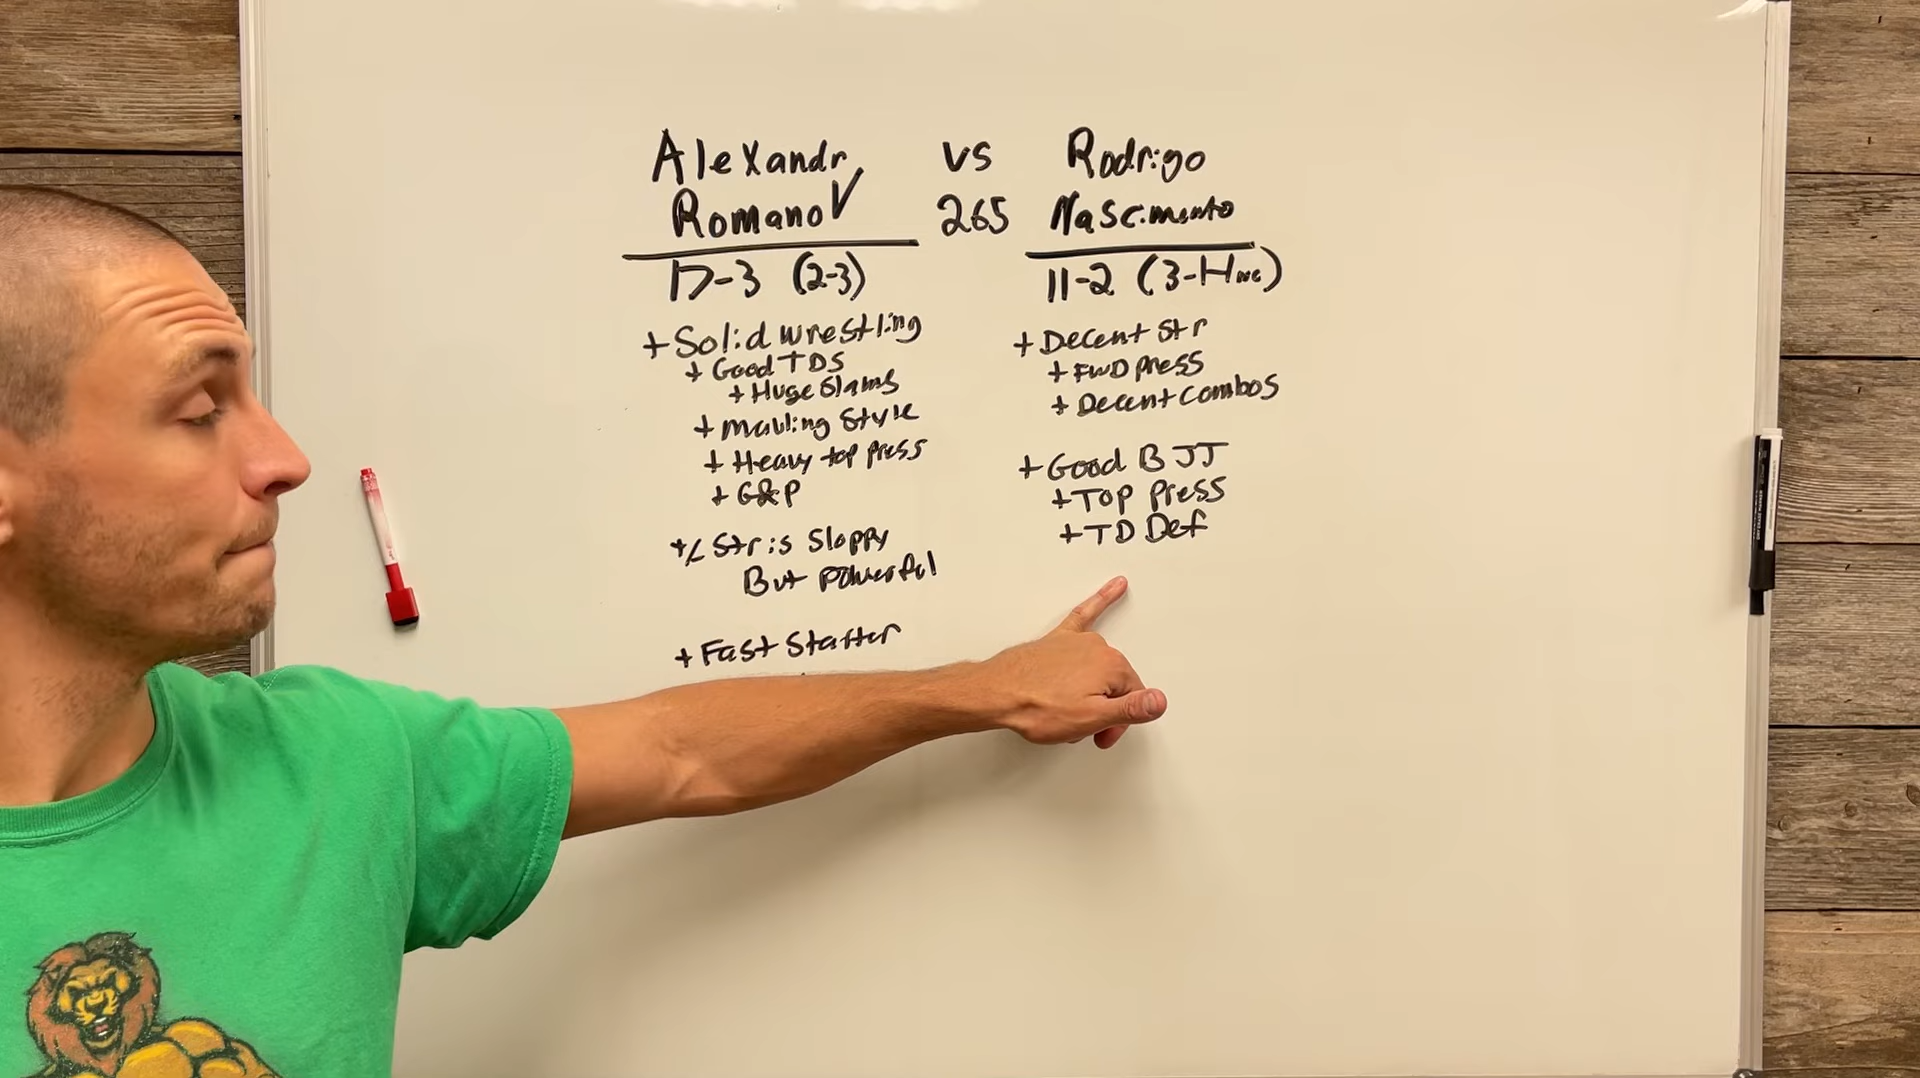 Alexandr vs Rodrigo
Romanov 265 Nascimento
17-3 (2-3)
+ Solid wrestling
+ Good TDS
+ Huge Slams
+ Mauling Style
+ Heavy top press
+ G&P
+/- Str is Sloppy
But powerful
+ Fast Starter
11-2 (3-1-1NC)
+ Decent Str
+ FWD press
+ Decent Combos
+ Good BJJ
+ Top Press
+ TD Def